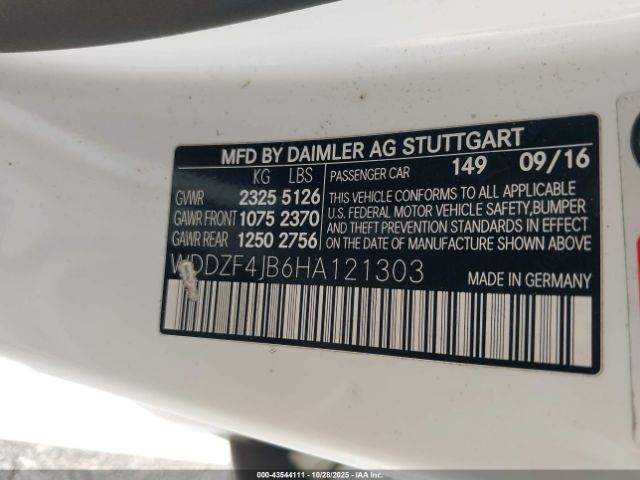 MFD BY DAIMLER AG STUTTGART
KG LBS PASSENGER CAR 149 09/16
GVWR 2325 5126
GAWR FRONT 1075 2370
GAWR REAR 1250 2756
THIS VEHICLE CONFORMS TO ALL APPLICABLE
U.S. FEDERAL MOTOR VEHICLE SAFETY, BUMPER
AND THEFT PREVENTION STANDARDS IN
EFFECT ON THE DATE OF MANUFACTURE SHOWN ABOVE
WDDZF4JB6HA121303 MADE IN GERMANY
000-43544111 | 10/28/2025 | IAA, Inc.